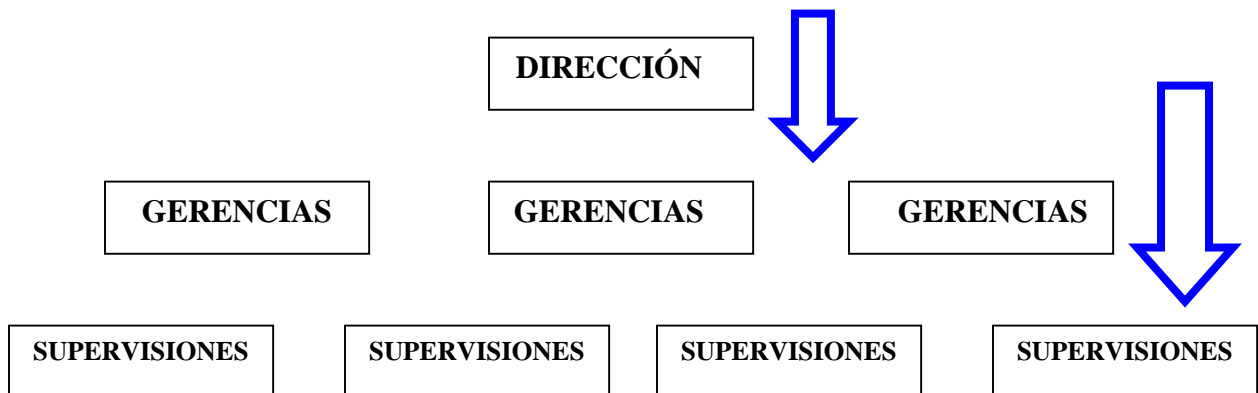 DIRECCIÓN
GERENCIAS GERENCIAS GERENCIAS
SUPERVISIONES SUPERVISIONES SUPERVISIONES SUPERVISIONES